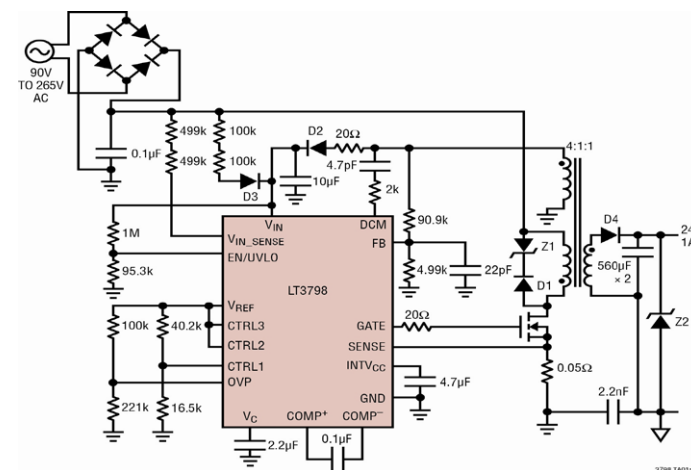 90V
TO 265V
AC
0.1µF
499k
499k
100k
100k
D3
D2
20Ω
10µF
4.7pF
2k
90.9k
4.99k
22pF
4:1:1
Z1
D1
D4
560µF
× 2
24
1A
Z2
1M
95.3k
VIN
DCM
VIN_SENSE
EN/UVLO
FB
LT3798
VREF
CTRL3
CTRL2
CTRL1
OVP
GATE
SENSE
INTVCC
GND
VC
COMP+
COMP–
100k
40.2k
221k
16.5k
20Ω
0.05Ω
4.7µF
2.2nF
2.2µF
0.1µF